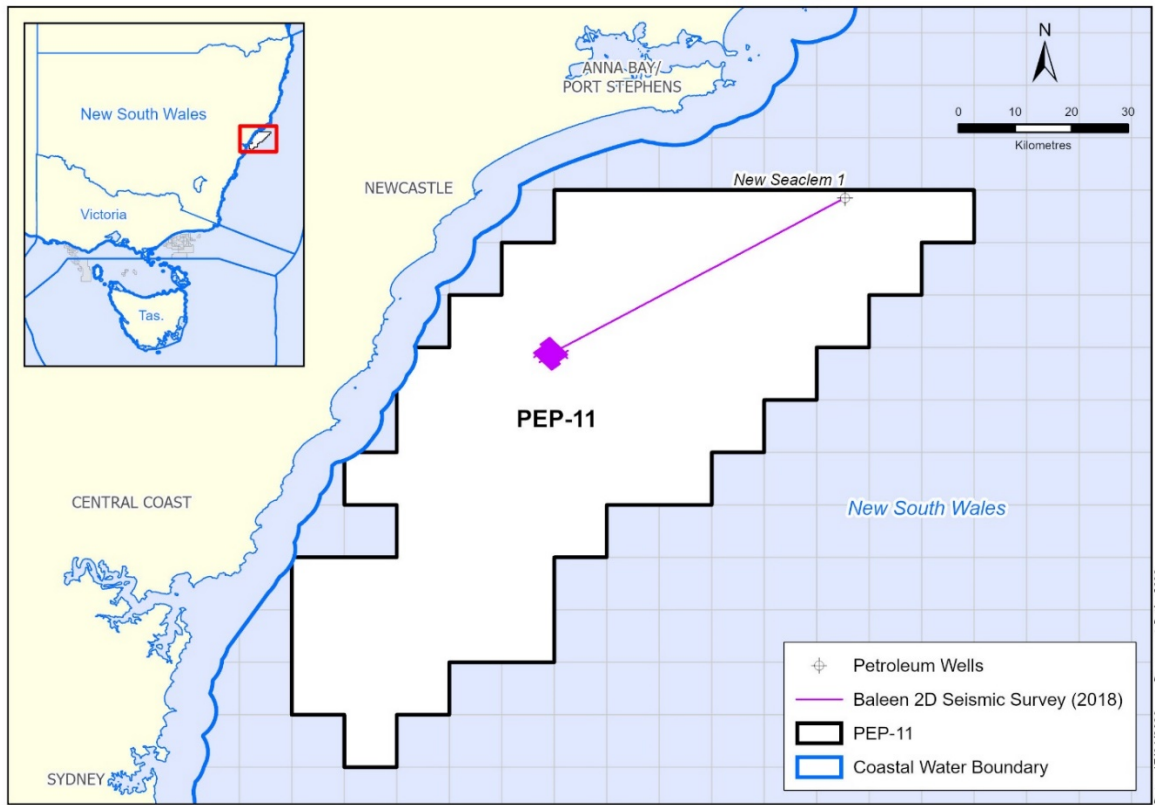 New South Wales
Victoria
Tas.
ANNA BAY/
PORT STEPHENS
N
0 10 20 30
Kilometres
NEWCASTLE
New Seaclem 1
PEP-11
CENTRAL COAST
New South Wales
SYDNEY
Petroleum Wells
Baleen 2D Seismic Survey (2018)
PEP-11
Coastal Water Boundary